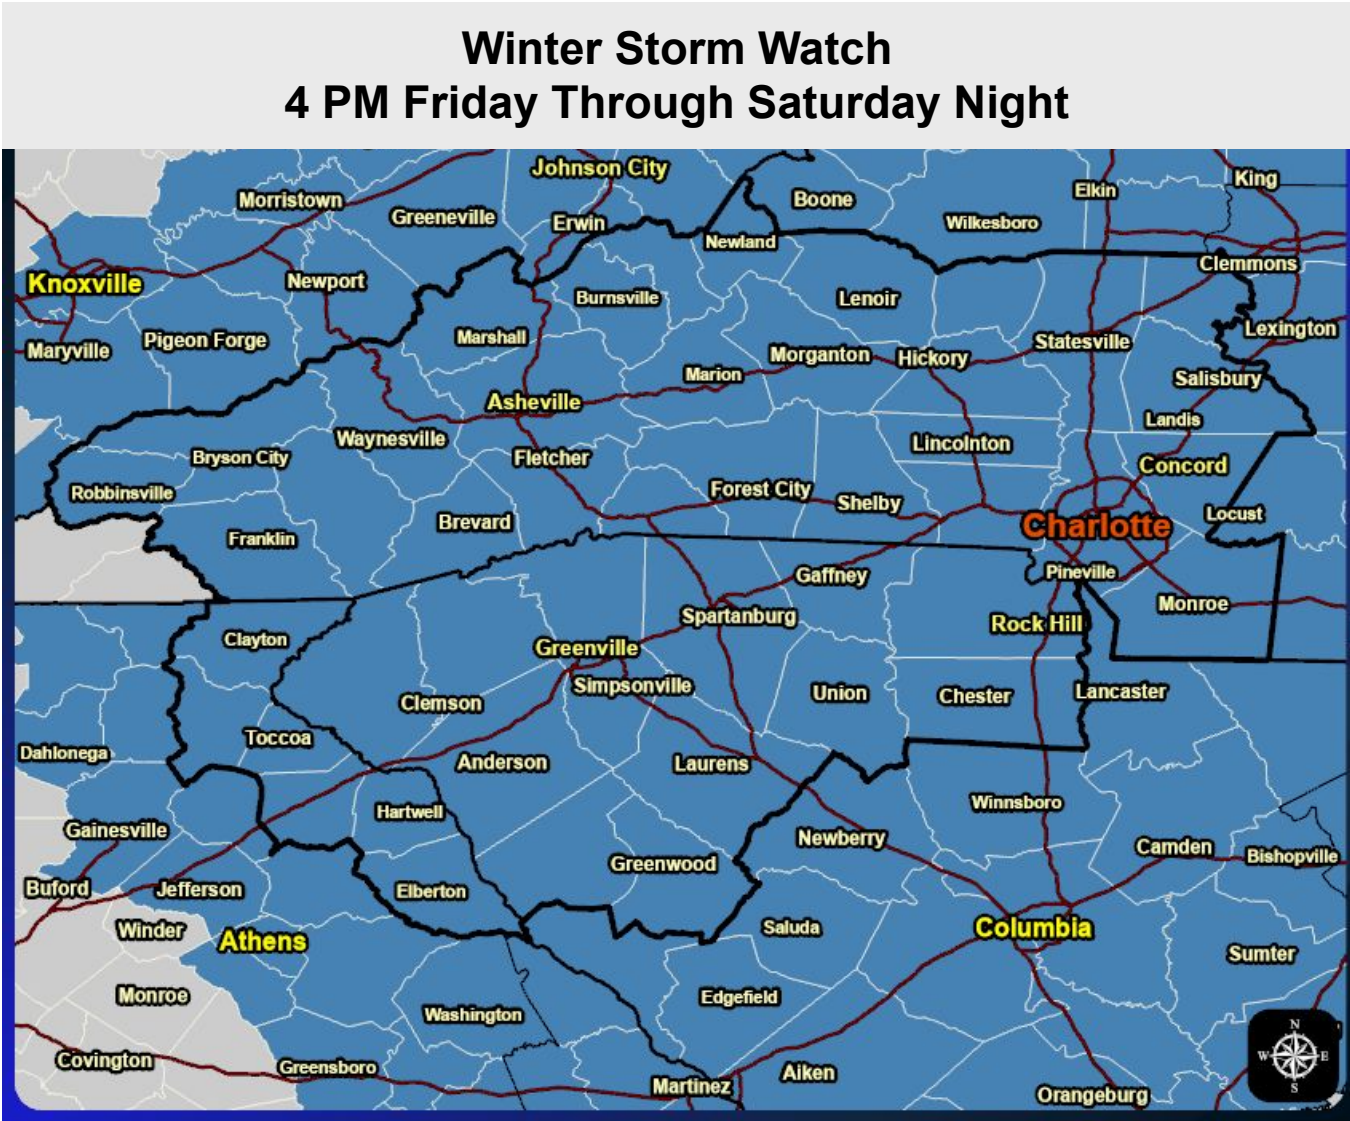 Winter Storm Watch
4 PM Friday Through Saturday Night
Johnson City
King
Elkin
Morristown
Boone
Greeneville
Erwin
Wilkesboro
Newland
Clemmons
Knoxville
Newport
Burnsville
Lenoir
Lexington
Marshall
Pigeon Forge
Statesville
Maryville
Morganton
Hickory
Marion
Salisbury
Asheville
Landis
Waynesville
Lincolnton
Bryson City
Fletcher
Concord
Robbinsville
Forest City
Shelby
Locust
Brevard
Charlotte
Franklin
Pineville
Gaffney
Monroe
Spartanburg
Rock Hill
Clayton
Greenville
Simpsonville
Union
Chester
Lancaster
Clemson
Toccoa
Dahlonega
Anderson
Laurens
Winnsboro
Hartwell
Gainesville
Newberry
Camden
Bishopville
Greenwood
Buford
Jefferson
Elberton
Winder
Athens
Saluda
Columbia
Sumter
Monroe
Edgefield
Washington
N
W
E
S
Covington
Greensboro
Aiken
Martinez
Orangeburg